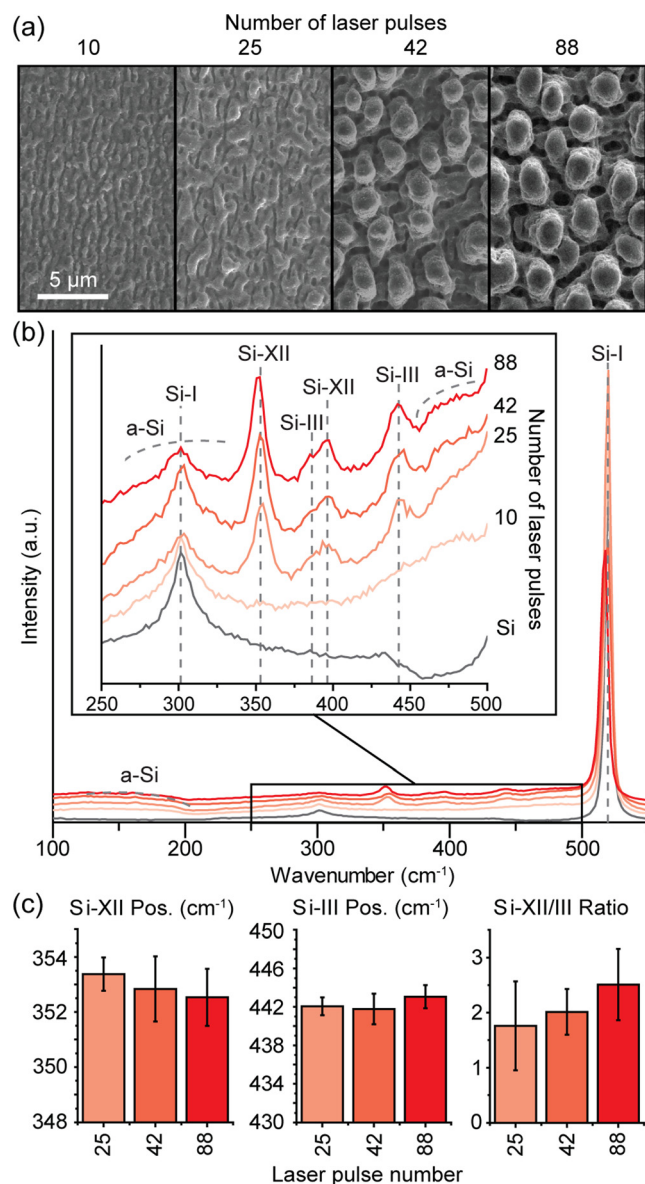 (a) Number of laser pulses
10 25 42 88
5 µm
(b)
Si-I
Si-XII
Si-XII
Si-III
Si-I
a-Si
Si-III
a-Si
88
42
25
10
Si
Number of laser pulses
250 300 350 400 450 500
Intensity (a.u.)
a-Si
100 200 300 400 500
Wavenumber (cm⁻¹)
(c)
Si-XII Pos. (cm⁻¹) Si-III Pos. (cm⁻¹) Si-XII/III Ratio
354
352
350
348
25 42 88
450
446
442
438
434
430
25 42 88
3
2
1
0
25 42 88
Laser pulse number